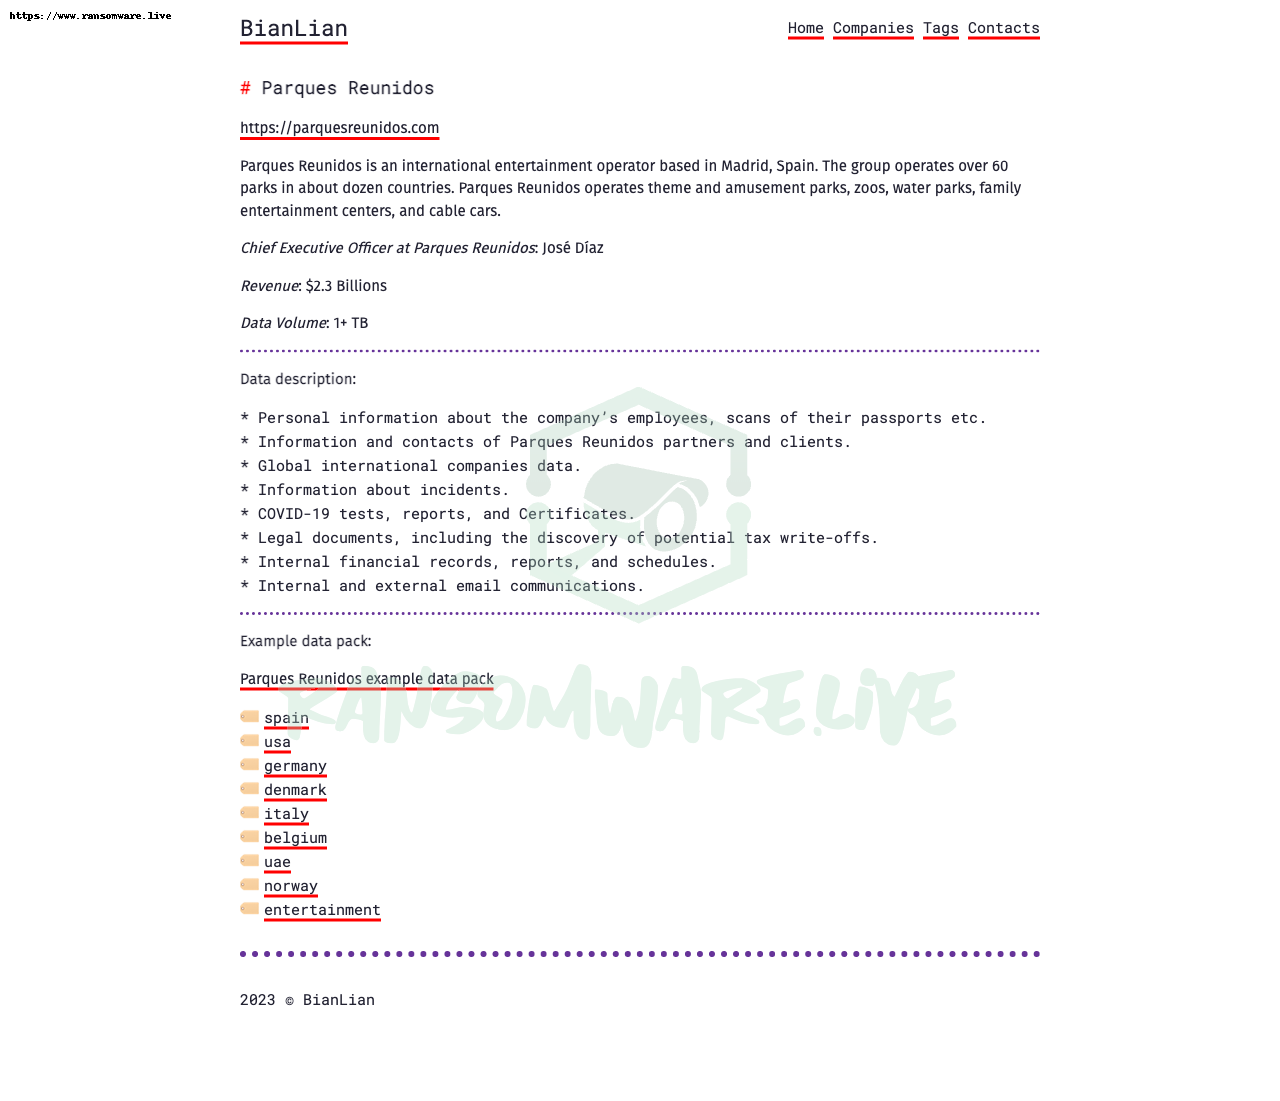 https://www.ransomware.live
BianLian
Home Companies Tags Contacts
# Parques Reunidos
https://parquesreunidos.com
Parques Reunidos is an international entertainment operator based in Madrid, Spain. The group operates over 60
parks in about dozen countries. Parques Reunidos operates theme and amusement parks, zoos, water parks, family
entertainment centers, and cable cars.
Chief Executive Officer at Parques Reunidos: José Díaz
Revenue: $2.3 Billions
Data Volume: 1+ TB
Data description:
* Personal information about the company’s employees, scans of their passports etc.
* Information and contacts of Parques Reunidos partners and clients.
* Global international companies data.
* Information about incidents.
* COVID-19 tests, reports, and Certificates.
* Legal documents, including the discovery of potential tax write-offs.
* Internal financial records, reports, and schedules.
* Internal and external email communications.
Example data pack:
Parques Reunidos example data pack
RANSOMWARE.LiVE
spain
usa
germany
denmark
italy
belgium
uae
norway
entertainment
2023 © BianLian